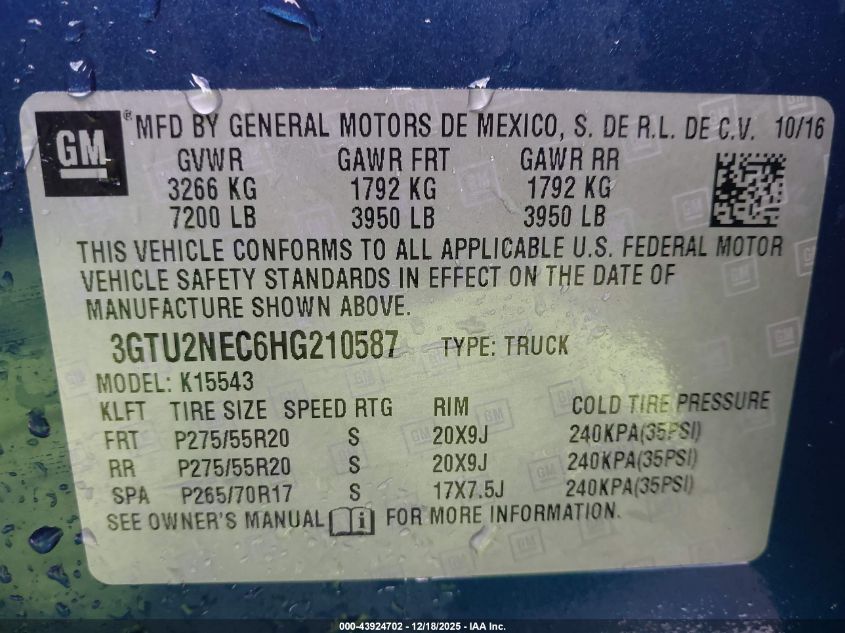 GM
® MFD BY GENERAL MOTORS DE MEXICO, S. DE R.L. DE C.V. 10/16
GVWR GAWR FRT GAWR RR
3266 KG 1792 KG 1792 KG
7200 LB 3950 LB 3950 LB
THIS VEHICLE CONFORMS TO ALL APPLICABLE U.S. FEDERAL MOTOR
VEHICLE SAFETY STANDARDS IN EFFECT ON THE DATE OF
MANUFACTURE SHOWN ABOVE.
3GTU2NEC6HG210587 TYPE: TRUCK
MODEL: K15543
KLFT TIRE SIZE SPEED RTG RIM COLD TIRE PRESSURE
FRT P275/55R20 S 20X9J 240KPA(35PSI)
RR P275/55R20 S 20X9J 240KPA(35PSI)
SPA P265/70R17 S 17X7.5J 240KPA(35PSI)
SEE OWNER'S MANUAL i FOR MORE INFORMATION.
000-43924702 - 12/18/2025 - IAA Inc.